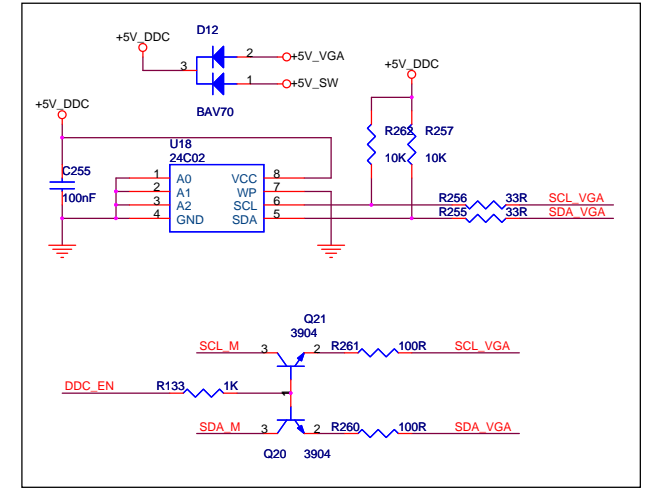 D12
+5V_DDC
2
+5V_VGA
3
1
+5V_SW
BAV70
+5V_DDC
+5V_DDC
U18
24C02
R262
R257
10K
10K
C255
100nF
1
A0
VCC
8
2
A1
WP
7
3
A2
SCL
6
4
GND
SDA
5
R256
33R
SCL_VGA
R255
33R
SDA_VGA
Q21
3904
SCL_M
3
2
R261
100R
SCL_VGA
DDC_EN
R133
1K
1
SDA_M
3
2
R260
100R
SDA_VGA
Q20
3904